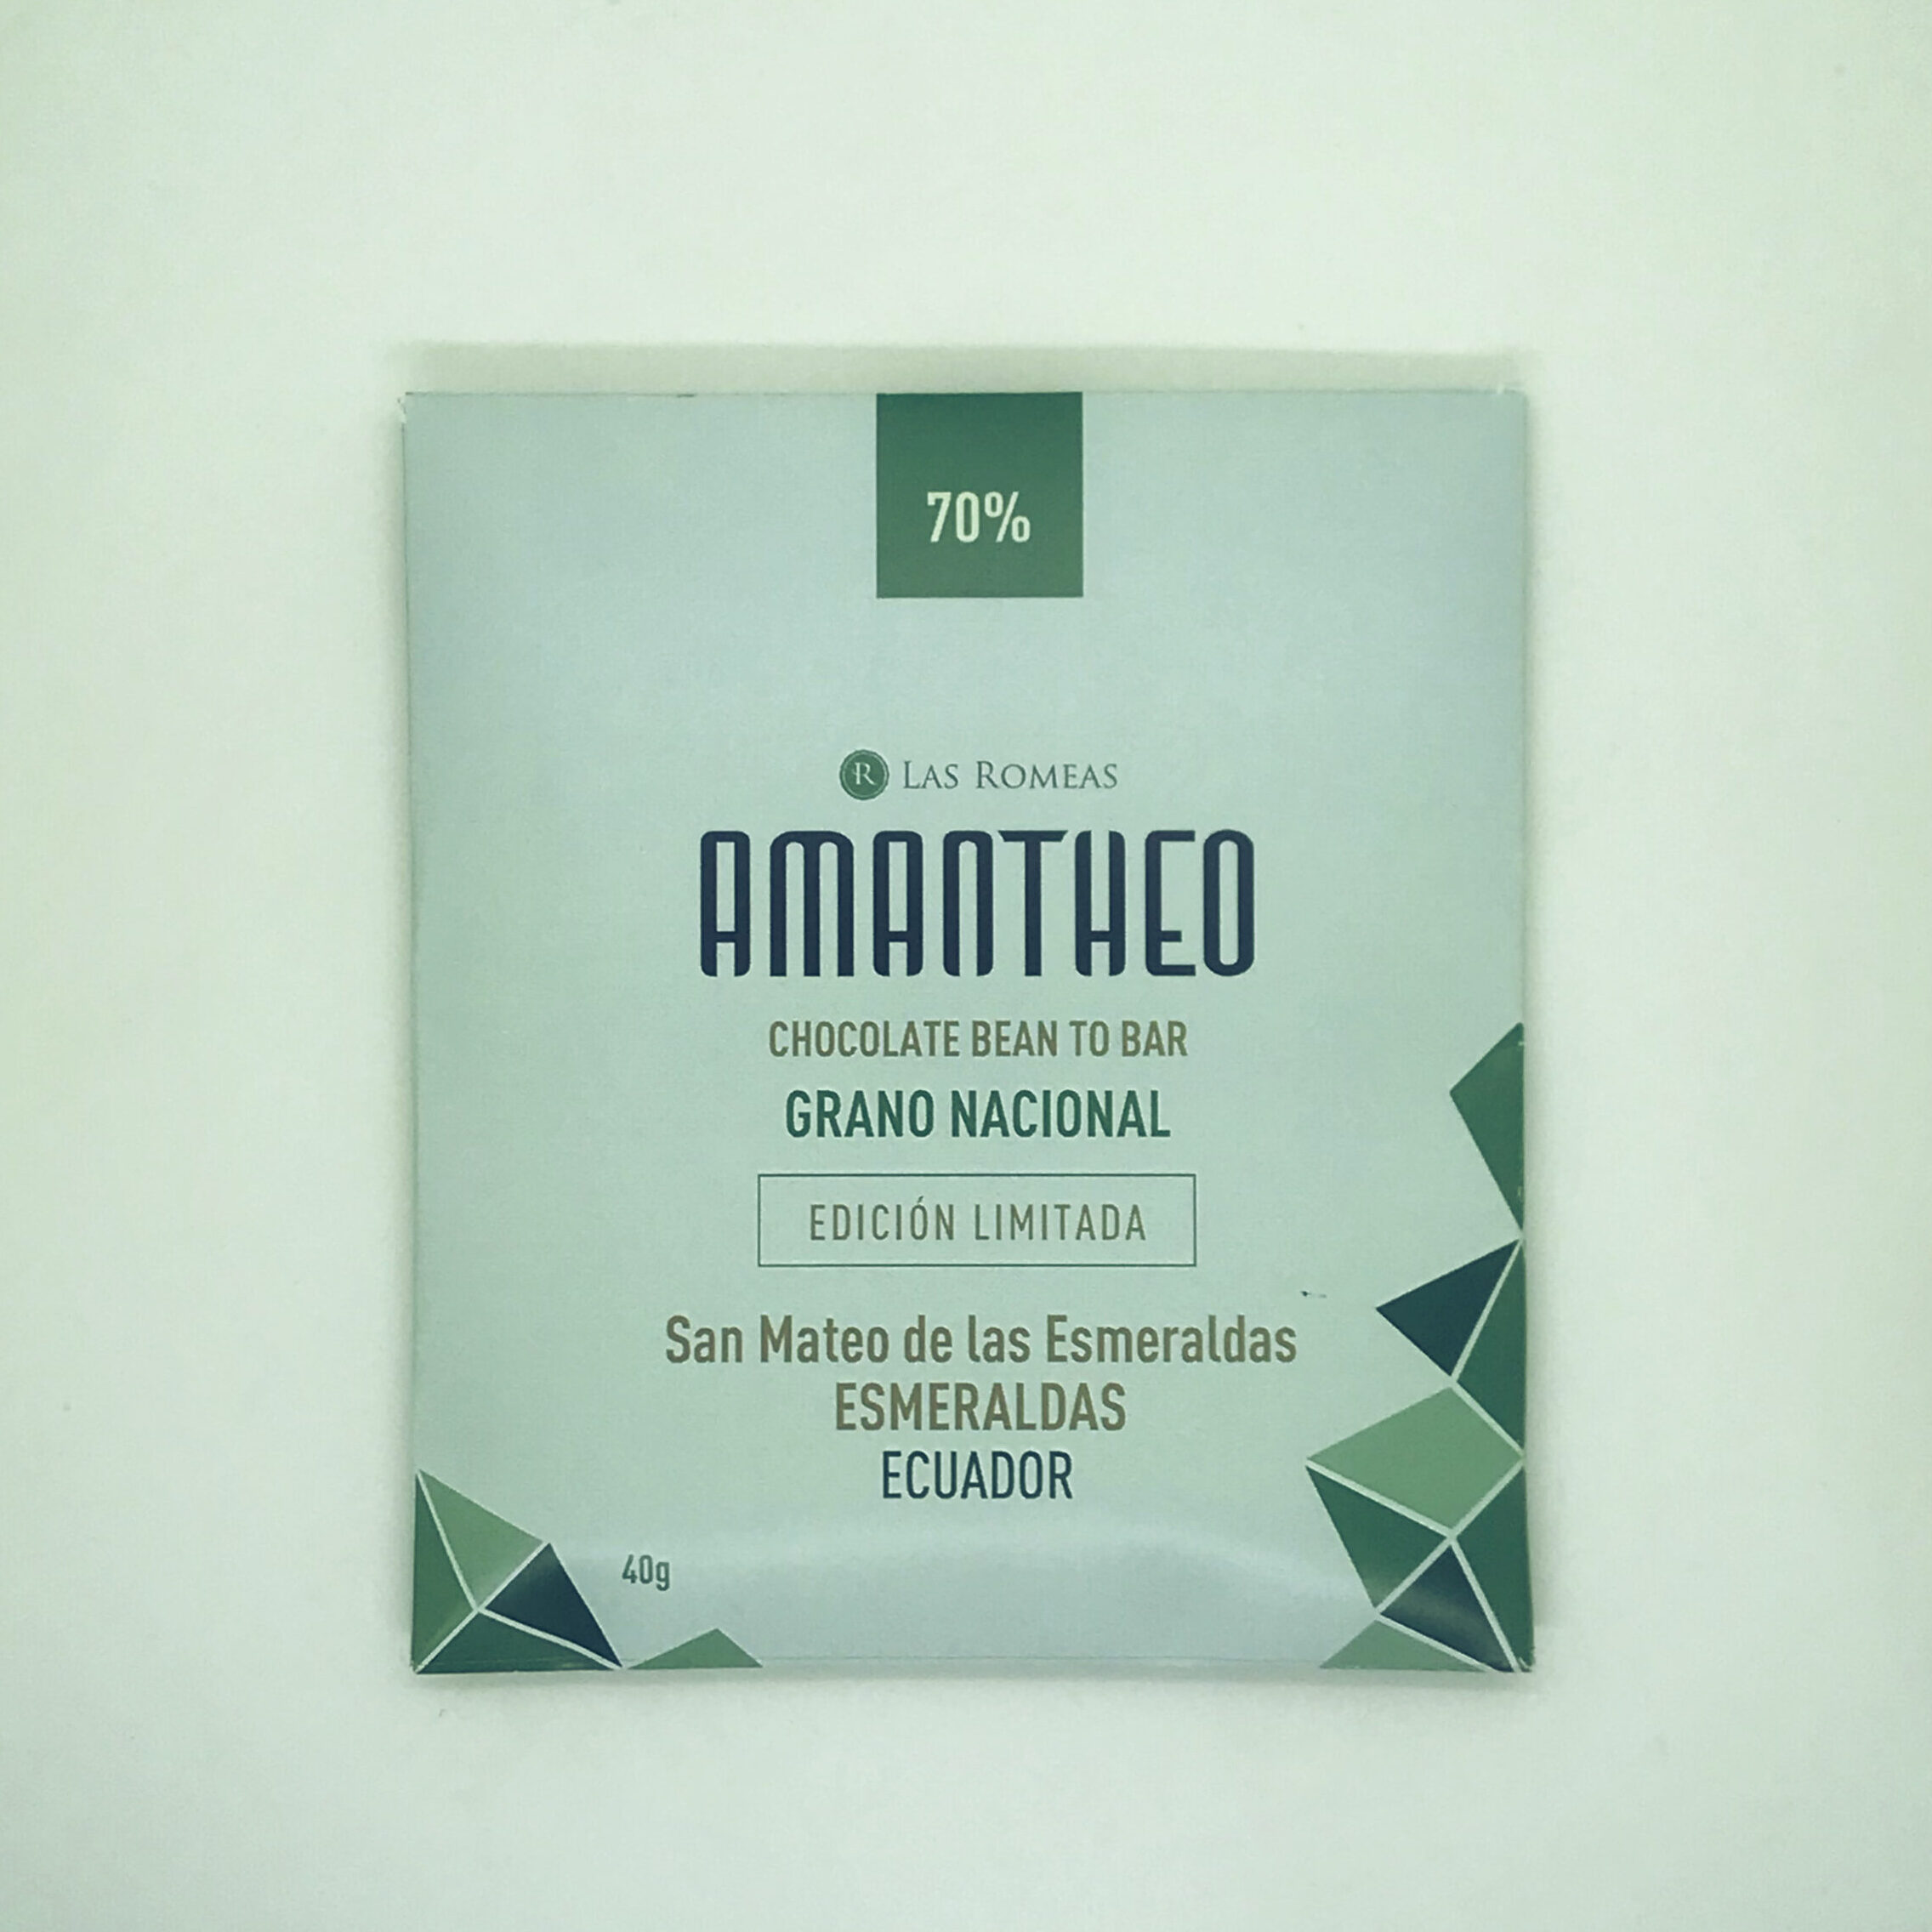 70%
R LAS ROMEAS
AMANTHEO
CHOCOLATE BEAN TO BAR
GRANO NACIONAL
EDICIÓN LIMITADA
San Mateo de las Esmeraldas
ESMERALDAS
ECUADOR
40g